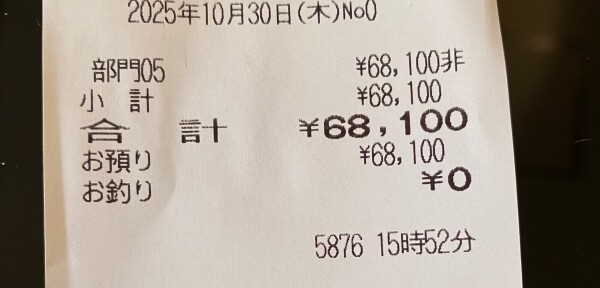 2025年10月30日(木)No0
部門05 ¥68,100非
小 計 ¥68,100
合 計 ¥68,100
お預り ¥68,100
お釣り ¥0
5876 15時52分